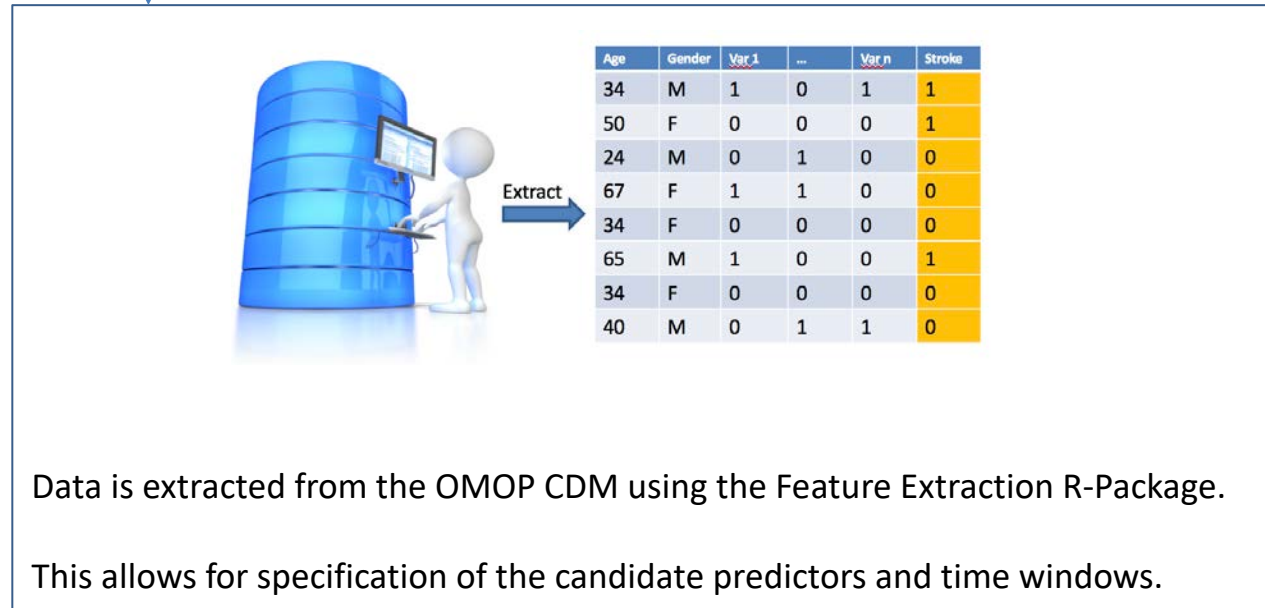 Age Gender Var 1 ... Var n Stroke
34 M 1 0 1 1
50 F 0 0 0 1
24 M 0 1 0 0
Extract
67 F 1 1 0 0
34 F 0 0 0 0
65 M 1 0 0 1
34 F 0 0 0 0
40 M 0 1 1 0
Data is extracted from the OMOP CDM using the Feature Extraction R-Package.
This allows for specification of the candidate predictors and time windows.